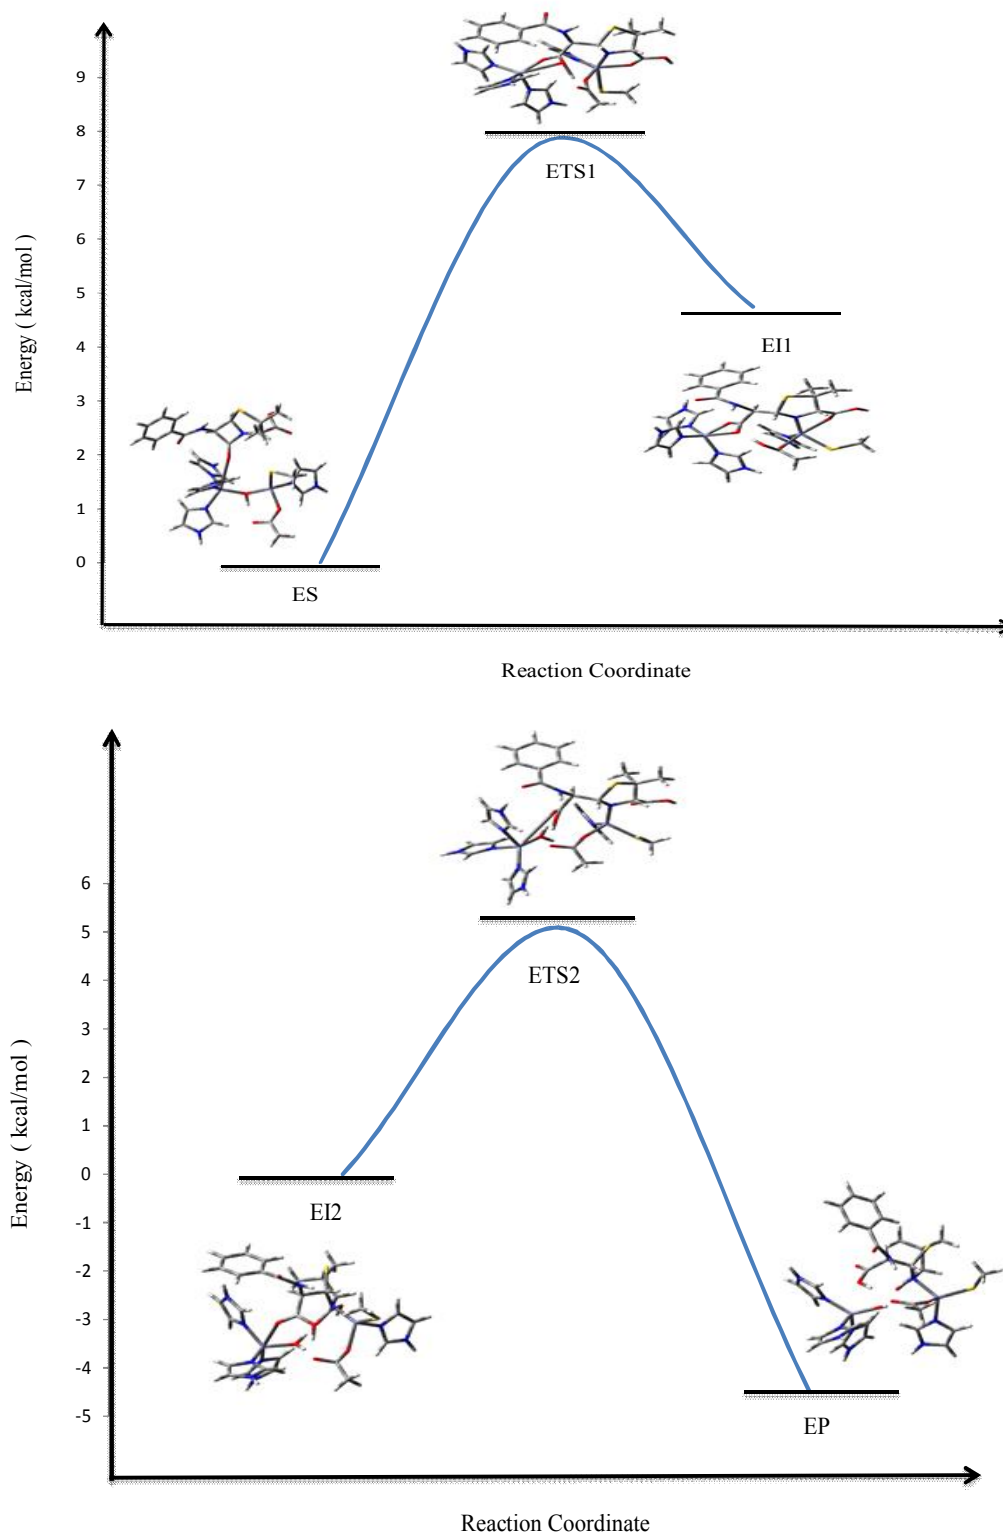 9
8
7
6
5
4
3
2
1
0
Energy ( kcal/mol )
ETS1
EI1
ES
Reaction Coordinate
6
5
4
3
2
1
0
-1
-2
-3
-4
-5
Energy ( kcal/mol )
ETS2
EI2
EP
Reaction Coordinate